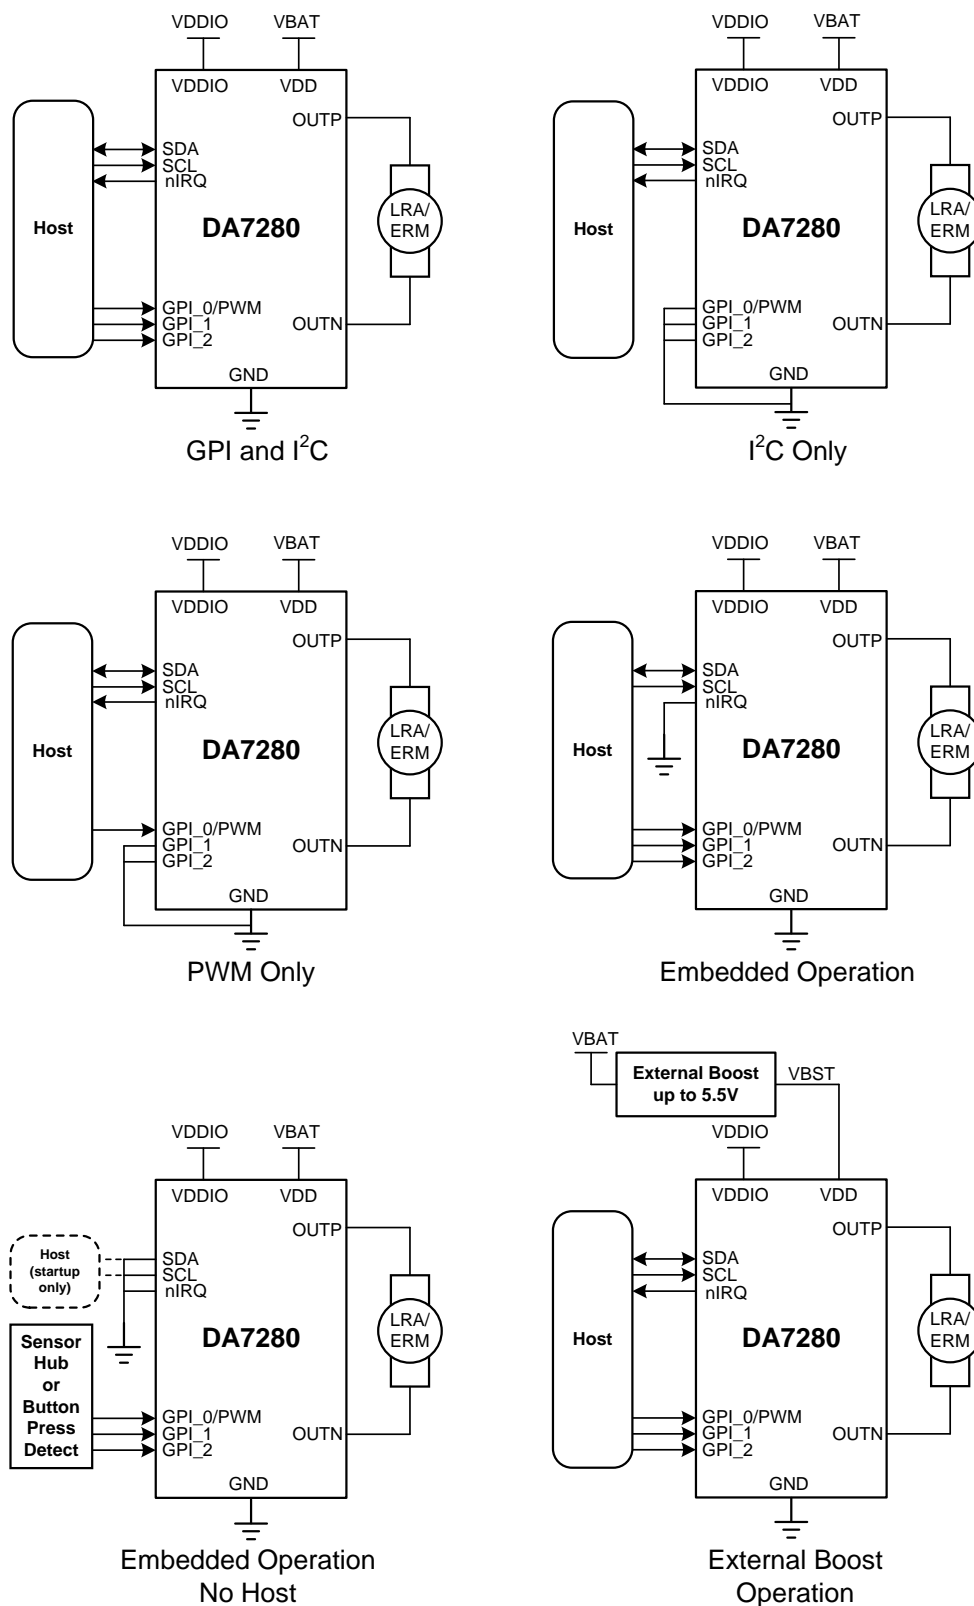 VDDIO VBAT
VDDIO VDD
OUTP
SDA
SCL
nIRQ
Host
DA7280
LRA/
ERM
GPI_0/PWM
GPI_1
GPI_2
OUTN
GND
GPI and I²C
VDDIO VBAT
VDDIO VDD
OUTP
SDA
SCL
nIRQ
Host
DA7280
LRA/
ERM
GPI_0/PWM
GPI_1
GPI_2
OUTN
GND
I²C Only
VDDIO VBAT
VDDIO VDD
OUTP
SDA
SCL
nIRQ
Host
DA7280
LRA/
ERM
GPI_0/PWM
GPI_1
GPI_2
OUTN
GND
PWM Only
VDDIO VBAT
VDDIO VDD
OUTP
SDA
SCL
nIRQ
Host
DA7280
LRA/
ERM
GPI_0/PWM
GPI_1
GPI_2
OUTN
GND
Embedded Operation
VDDIO VBAT
VDDIO VDD
OUTP
Host
(startup
only)
SDA
SCL
nIRQ
DA7280
LRA/
ERM
Sensor
Hub
or
Button
Press
Detect
GPI_0/PWM
GPI_1
GPI_2
OUTN
GND
Embedded Operation
No Host
VBAT
External Boost
up to 5.5V
VBST
VDDIO
VDDIO VDD
OUTP
SDA
SCL
nIRQ
Host
DA7280
LRA/
ERM
GPI_0/PWM
GPI_1
GPI_2
OUTN
GND
External Boost
Operation